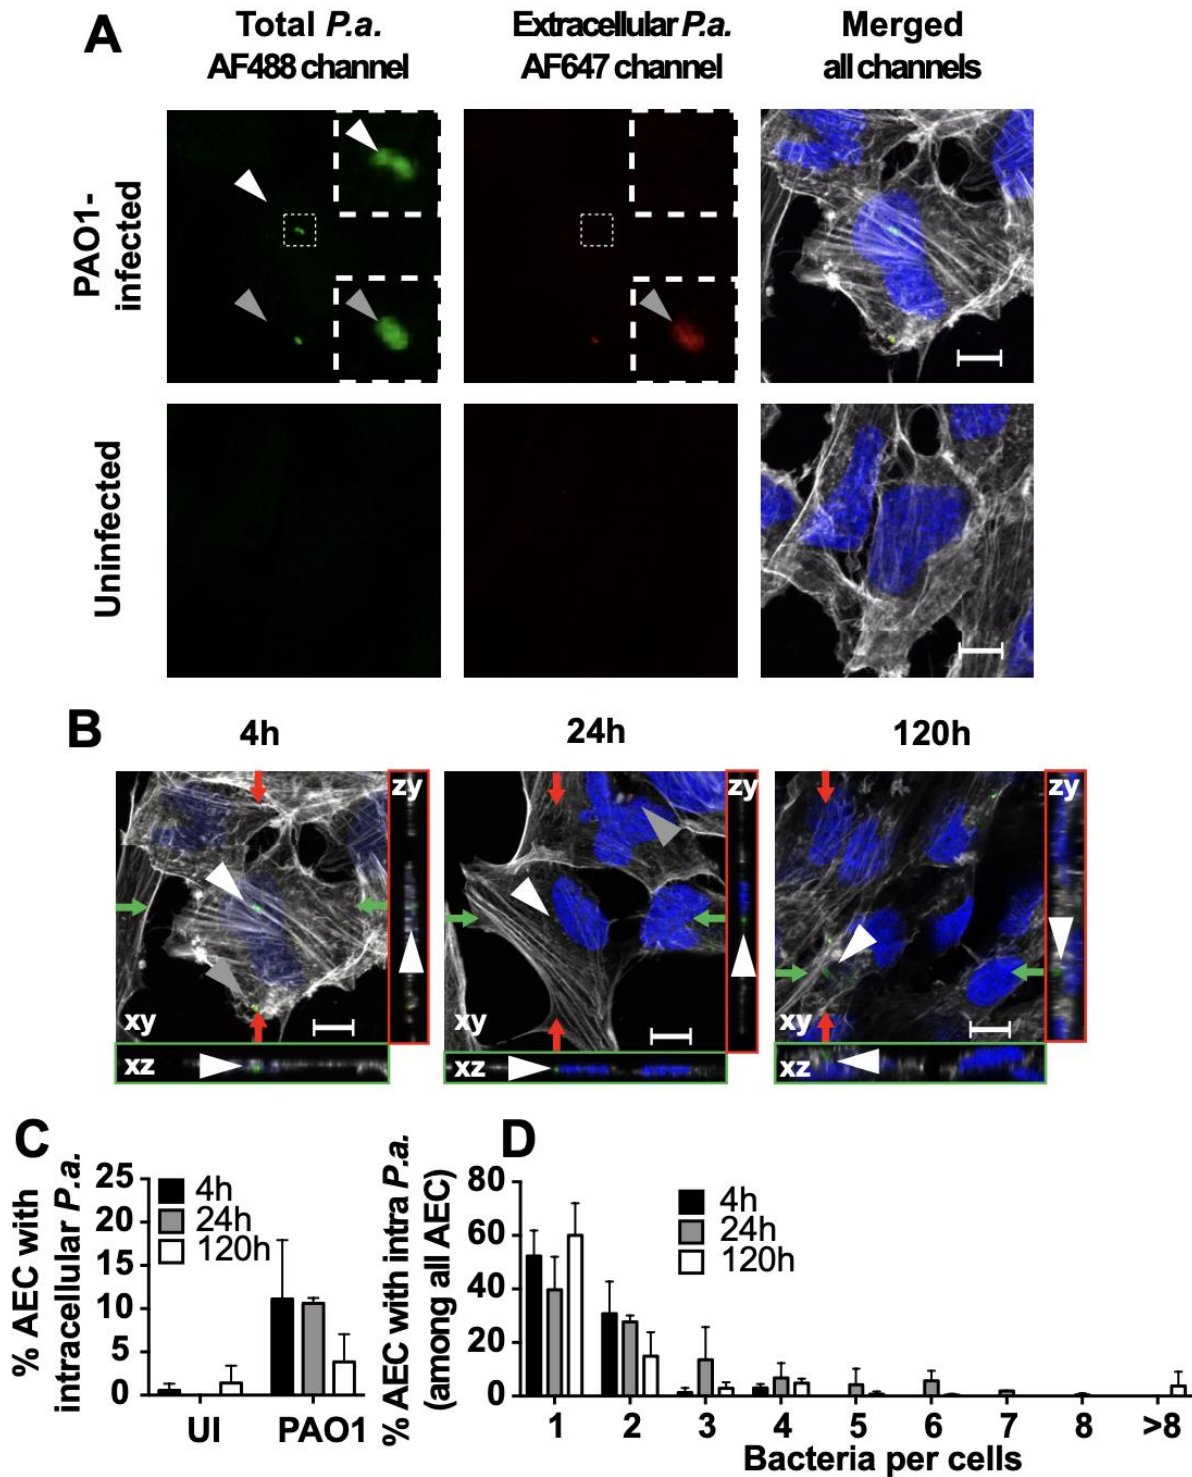 A
Total P.a.
AF488 channel
Extracellular P.a.
AF647 channel
Merged
all channels
PAO1-
infected
Uninfected
B
4h
24h
120h
zy
zy
zy
xy
xy
xy
xz
xz
xz
C
% AEC with
intracellular P.a.
25
20
15
10
5
0
4h
24h
120h
UI
PAO1
D
% AEC with intra P.a.
(among all AEC)
80
60
40
20
0
4h
24h
120h
1 2 3 4 5 6 7 8 >8
Bacteria per cells